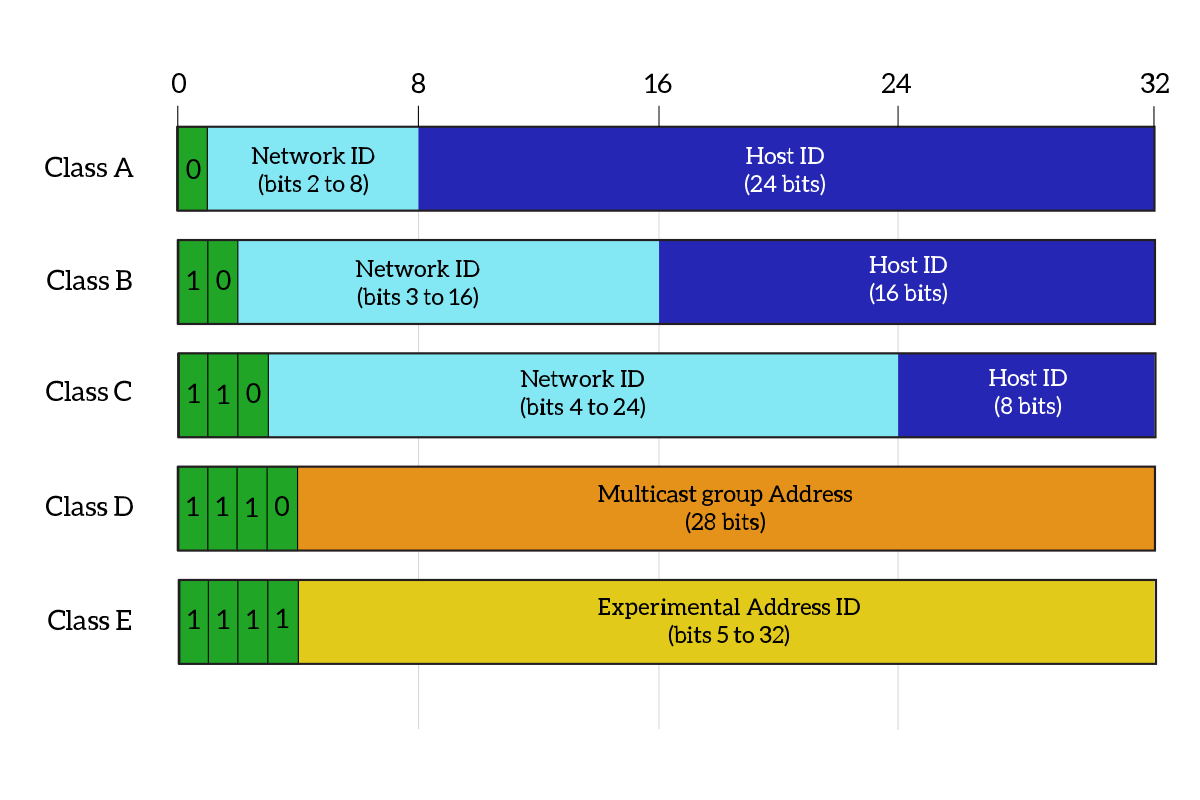 0 8 16 24 32
Class A
0
Network ID
(bits 2 to 8)
Host ID
(24 bits)
Class B
1 0
Network ID
(bits 3 to 16)
Host ID
(16 bits)
Class C
1 1 0
Network ID
(bits 4 to 24)
Host ID
(8 bits)
Class D
1 1 1 0
Multicast group Address
(28 bits)
Class E
1 1 1 1
Experimental Address ID
(bits 5 to 32)